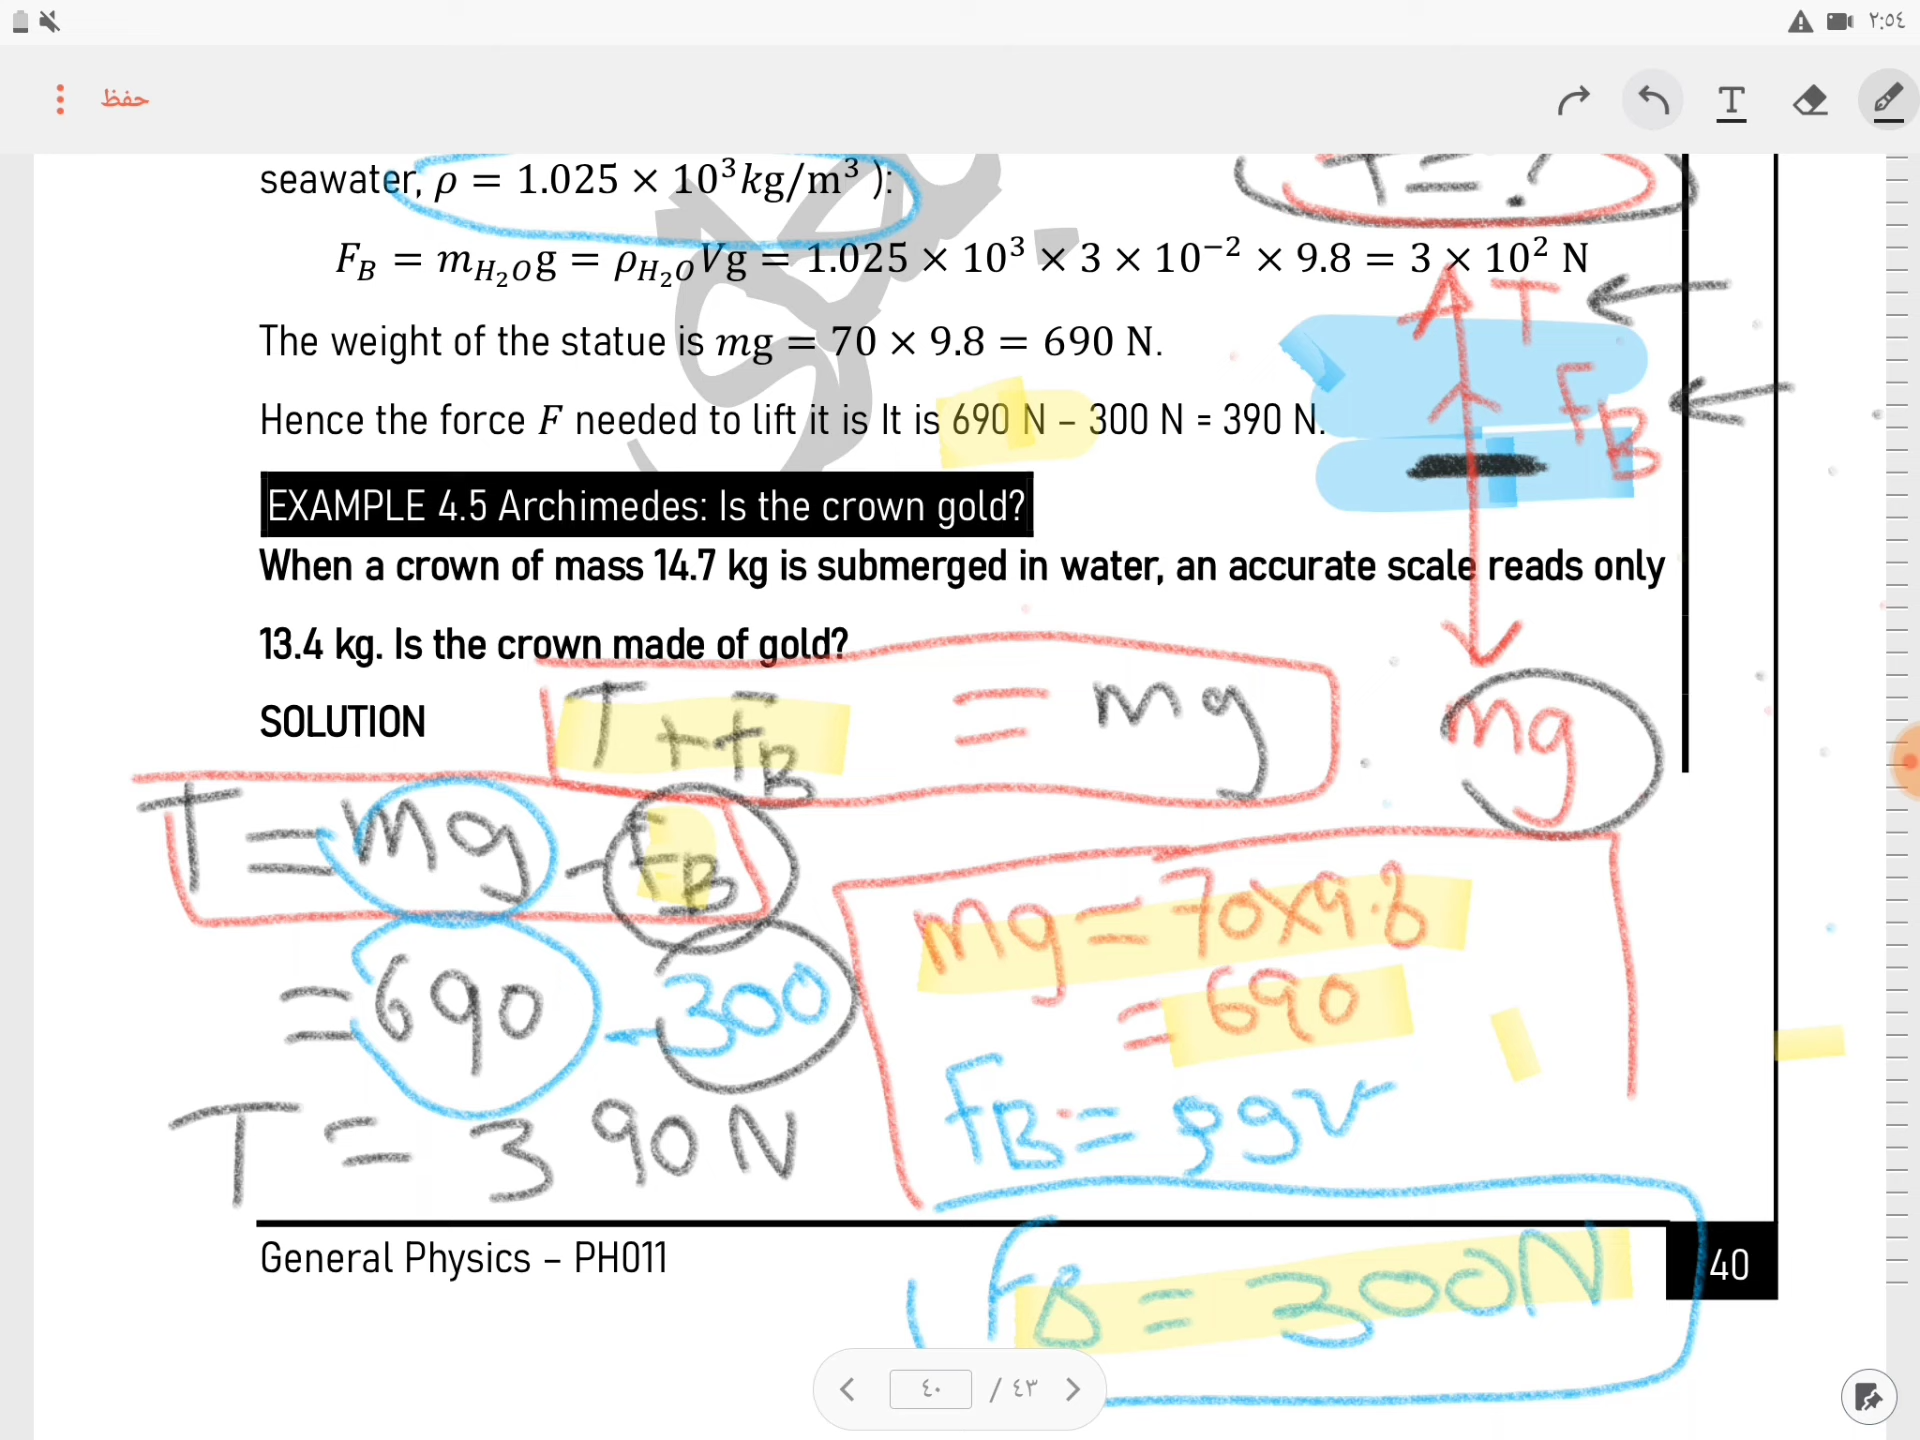 ٢:٥٤
حفظ
T = ?
seawater, ρ = 1.025 × 10³kg/m³ ):
F_B = m_{H₂O}g = ρ_{H₂O}Vg = 1.025 × 10³ × 3 × 10⁻² × 9.8 = 3 × 10² N
T
The weight of the statue is mg = 70 × 9.8 = 690 N.
F_B
Hence the force F needed to lift it is It is 690 N – 300 N = 390 N.
EXAMPLE 4.5 Archimedes: Is the crown gold?
When a crown of mass 14.7 kg is submerged in water, an accurate scale reads only
13.4 kg. Is the crown made of gold?
SOLUTION
T + F_B = mg
mg
T = mg - F_B
= 690 - 300
T = 390 N
mg = 70×9.8
= 690
F_B = ρgv
F_B = 300N
General Physics – PH011
40
٤٠ / ٤٣